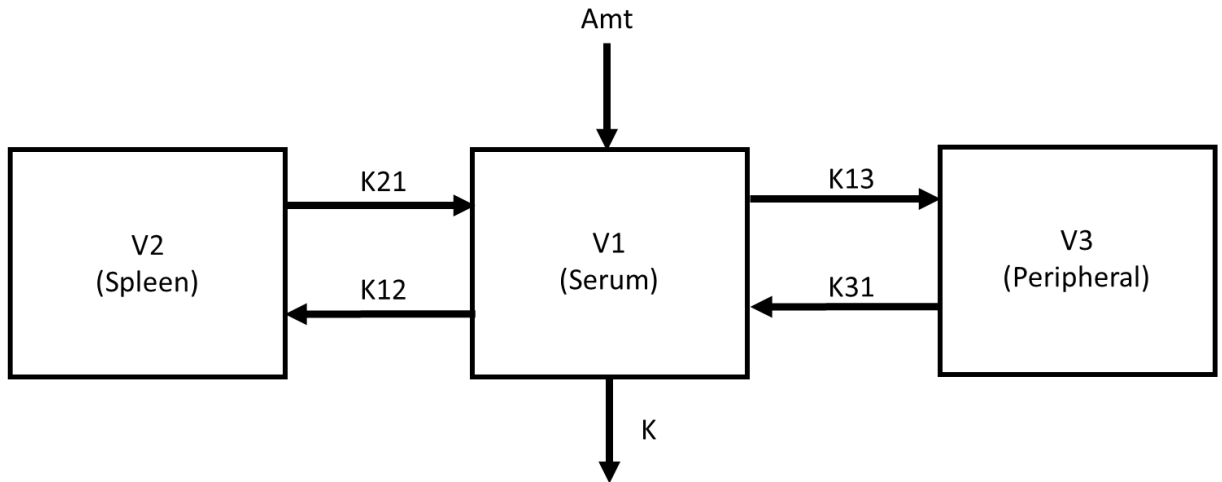 Amt
K21
K13
V2
(Spleen)
V1
(Serum)
V3
(Peripheral)
K12
K31
K